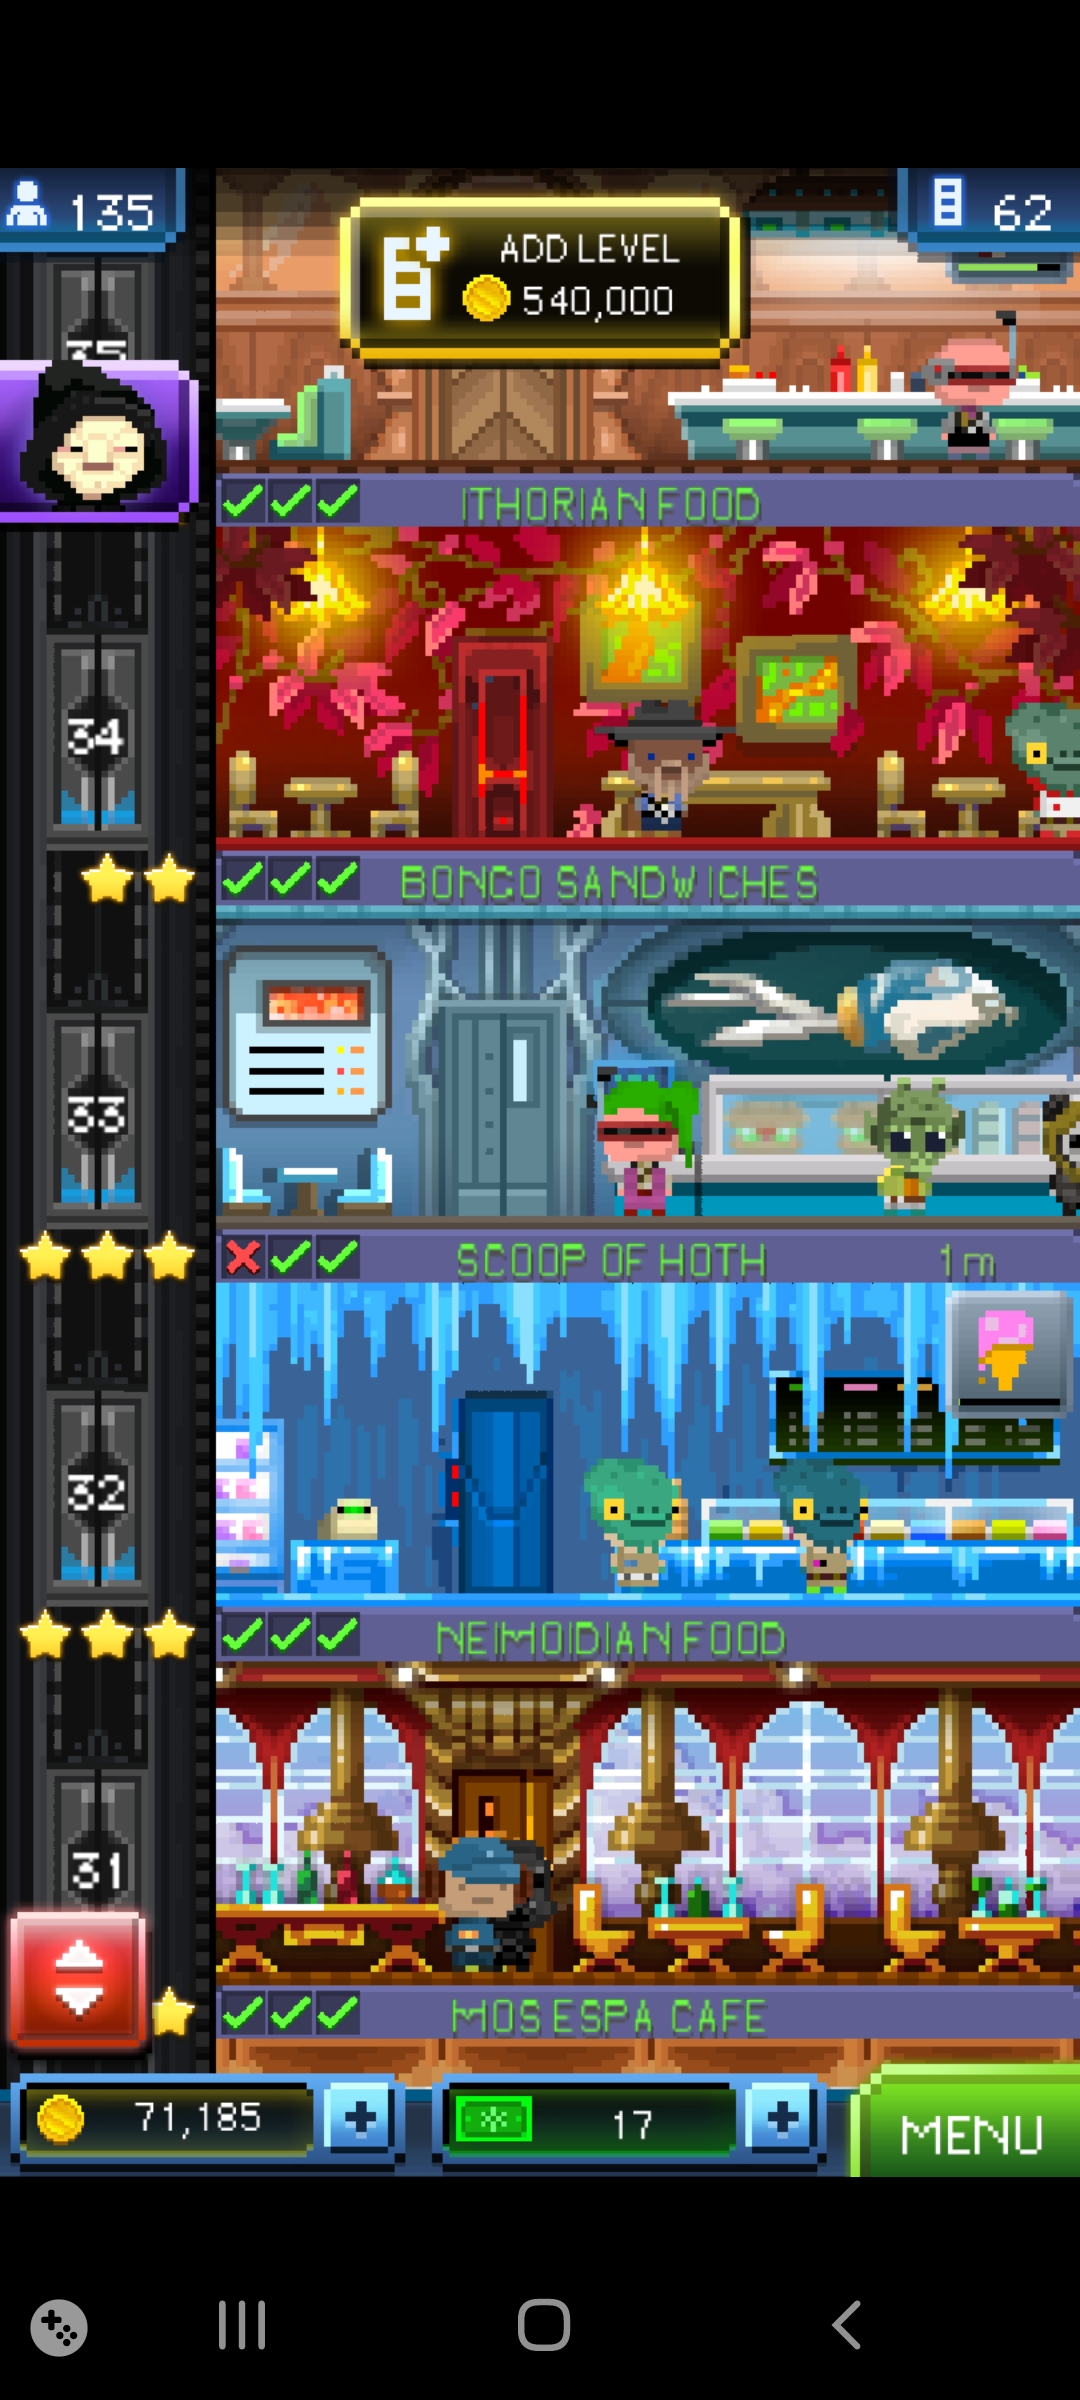 135
62
ADD LEVEL
540,000
35
ITHORIAN FOOD
34
BONGO SANDWICHES
33
SCOOP OF HOTH 1m
32
NEIMOIDIAN FOOD
31
MOS ESPA CAFE
71,185
17
MENU